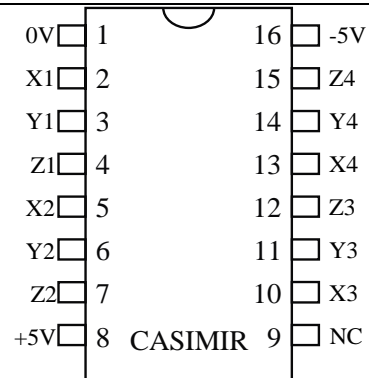 0V 1 16 -5V
X1 2 15 Z4
Y1 3 14 Y4
Z1 4 13 X4
X2 5 12 Z3
Y2 6 11 Y3
Z2 7 10 X3
+5V 8 CASIMIR 9 NC